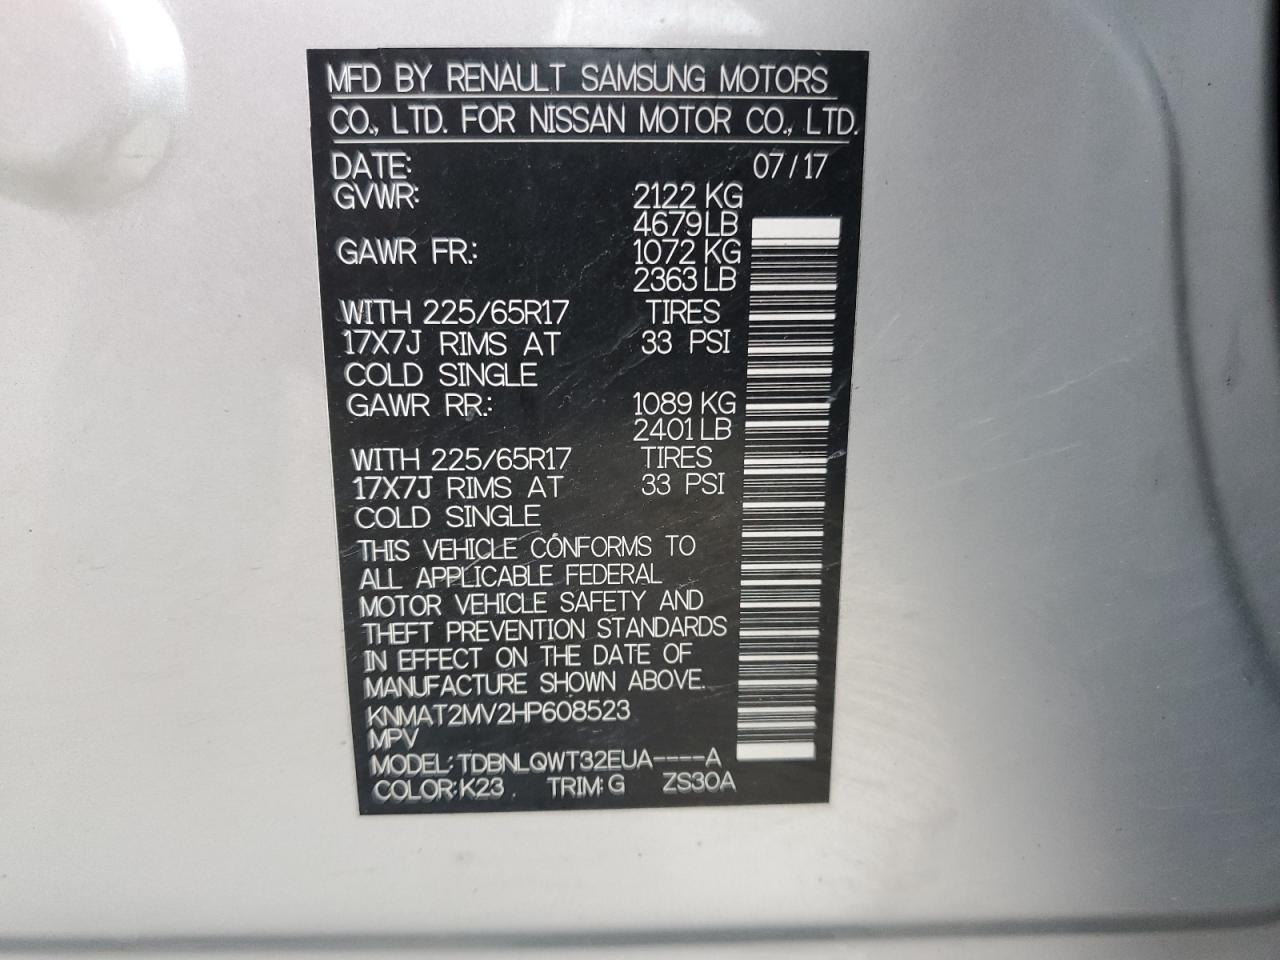 MFD BY RENAULT SAMSUNG MOTORS
CO., LTD. FOR NISSAN MOTOR CO., LTD.
DATE: 07/17
GVWR: 2122 KG
4679 LB
GAWR FR.: 1072 KG
2363 LB
WITH 225/65R17 TIRES
17X7J RIMS AT 33 PSI
COLD SINGLE
GAWR RR.: 1089 KG
2401 LB
WITH 225/65R17 TIRES
17X7J RIMS AT 33 PSI
COLD SINGLE
THIS VEHICLE CONFORMS TO
ALL APPLICABLE FEDERAL
MOTOR VEHICLE SAFETY AND
THEFT PREVENTION STANDARDS
IN EFFECT ON THE DATE OF
MANUFACTURE SHOWN ABOVE.
KNMAT2MV2HP608523
MPV
MODEL: TDBNLQWT32EUA----A
COLOR: K23 TRIM: G ZS30A